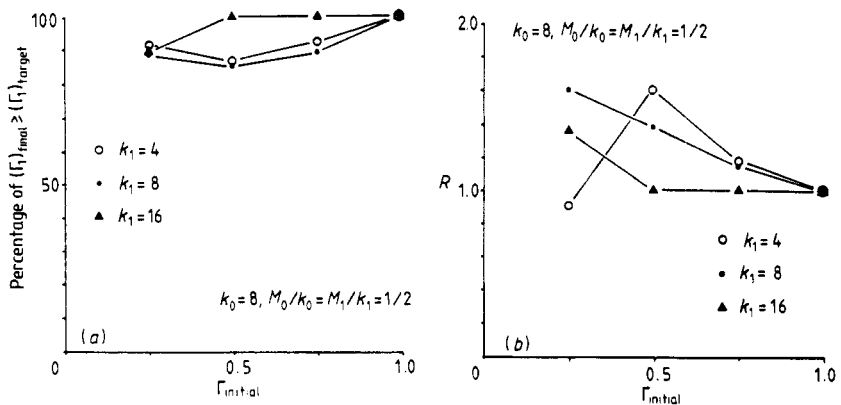 Percentage of (Γ₁)final ≥ (Γ₁)target
100
50
0
k₁ = 4
k₁ = 8
k₁ = 16
k₀ = 8, M₀/k₀ = M₁/k₁ = 1/2
(a)
0
0.5
1.0
Γinitial
R
2.0
1.0
k₀ = 8, M₀/k₀ = M₁/k₁ = 1/2
k₁ = 4
k₁ = 8
k₁ = 16
(b)
0
0.5
1.0
Γinitial